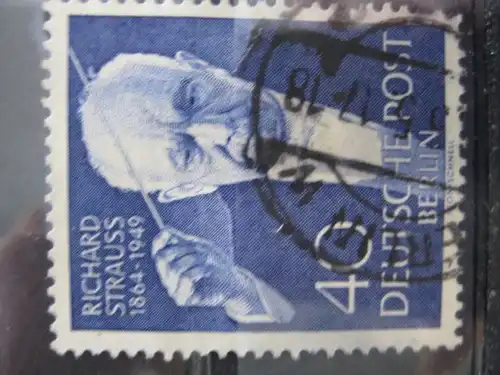 RICHARD
STRAUSS
1864-1949
40
DEUTSCHE POST
BERLIN